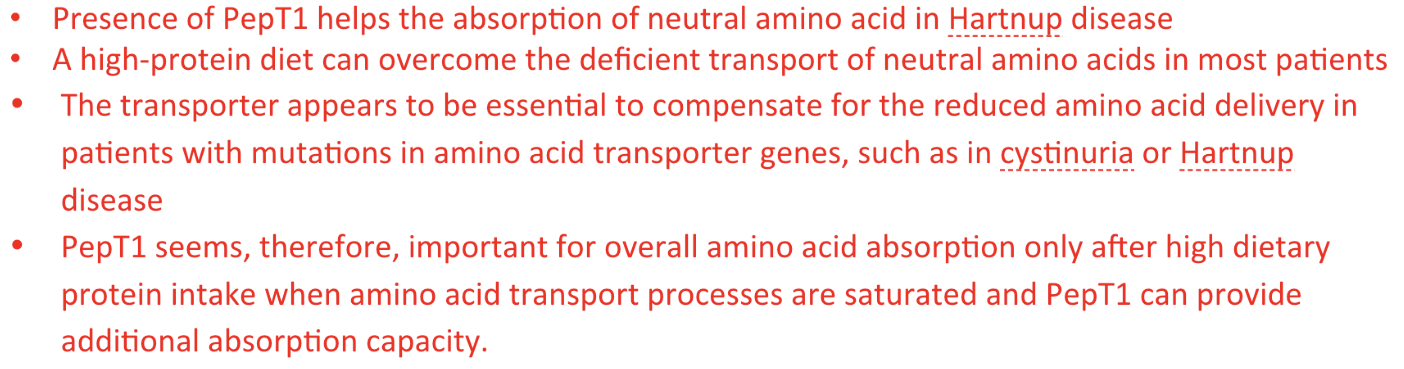 • Presence of PepT1 helps the absorption of neutral amino acid in Hartnup disease
• A high-protein diet can overcome the deficient transport of neutral amino acids in most patients
• The transporter appears to be essential to compensate for the reduced amino acid delivery in
patients with mutations in amino acid transporter genes, such as in cystinuria or Hartnup
disease
• PepT1 seems, therefore, important for overall amino acid absorption only after high dietary
protein intake when amino acid transport processes are saturated and PepT1 can provide
additional absorption capacity.